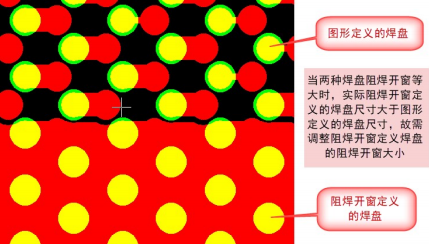 图形定义的焊盘
当两种焊盘阻焊开窗等
大时，实际阻焊开窗定
义的焊盘尺寸大于图形
定义的焊盘尺寸，故需
调整阻焊开窗定义焊盘
的阻焊开窗大小
阻焊开窗定义
的焊盘